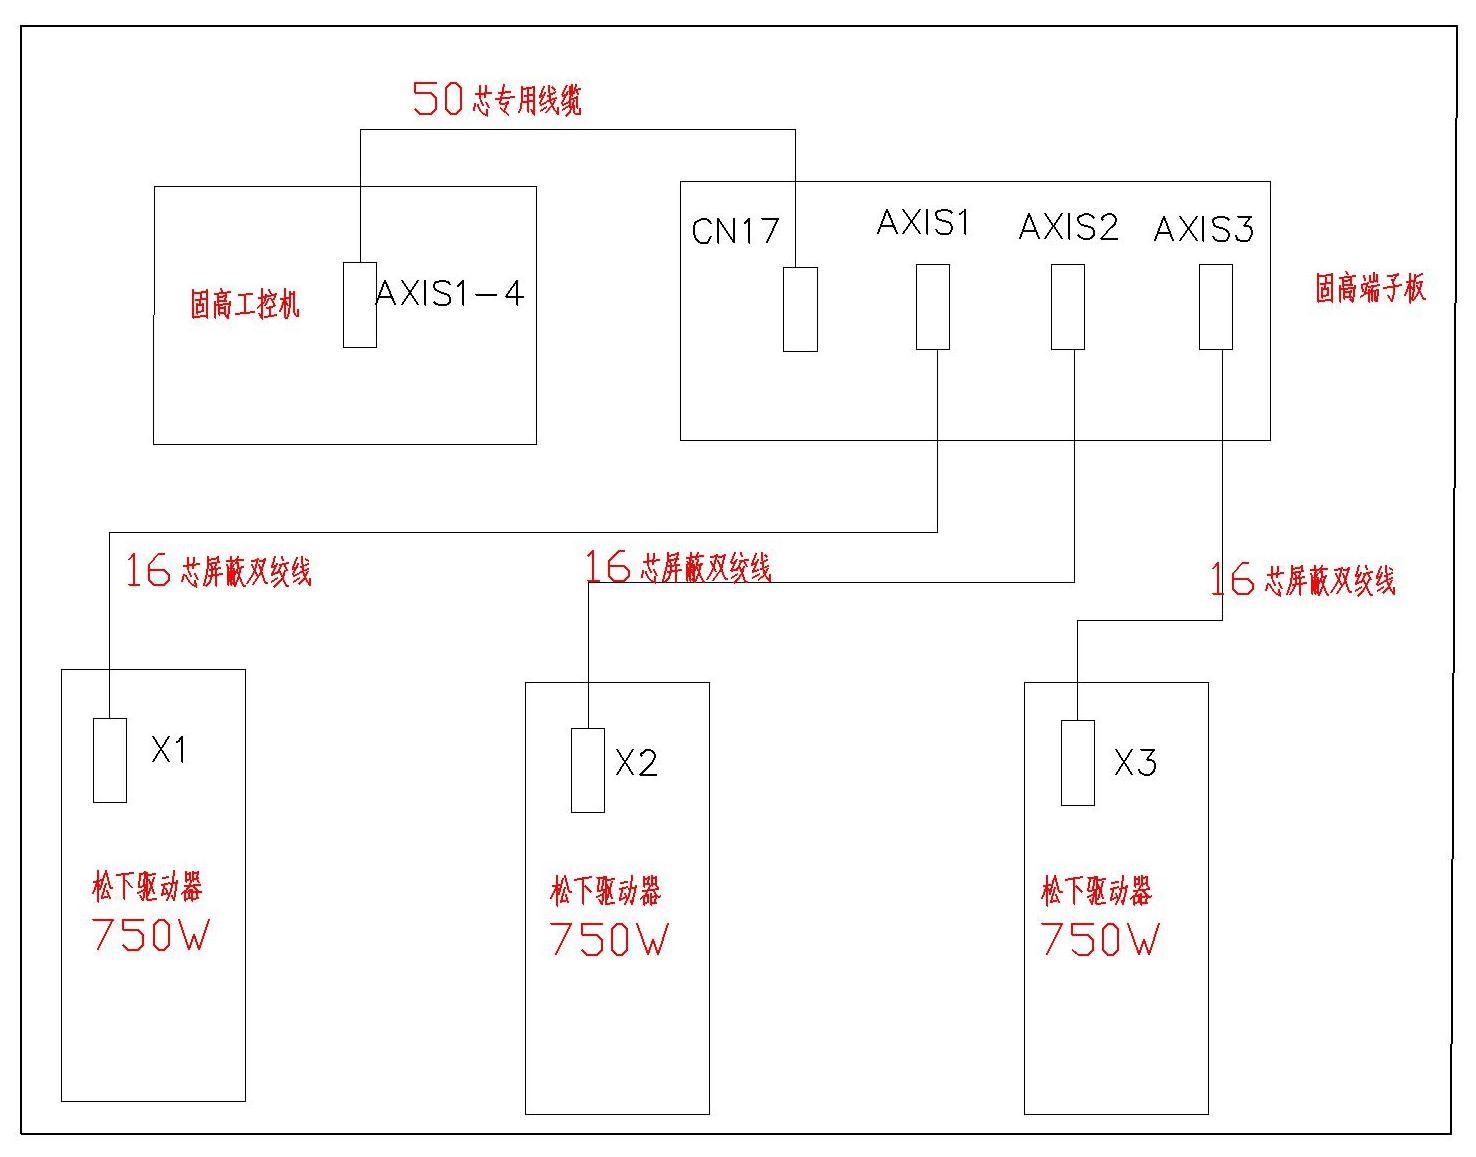 50芯专用线缆
CN17
AXIS1
AXIS2
AXIS3
固高工控机
AXIS1-4
固高端子板
16芯屏蔽双绞线
16芯屏蔽双绞线
16芯屏蔽双绞线
X1
X2
X3
松下驱动器
750W
松下驱动器
750W
松下驱动器
750W